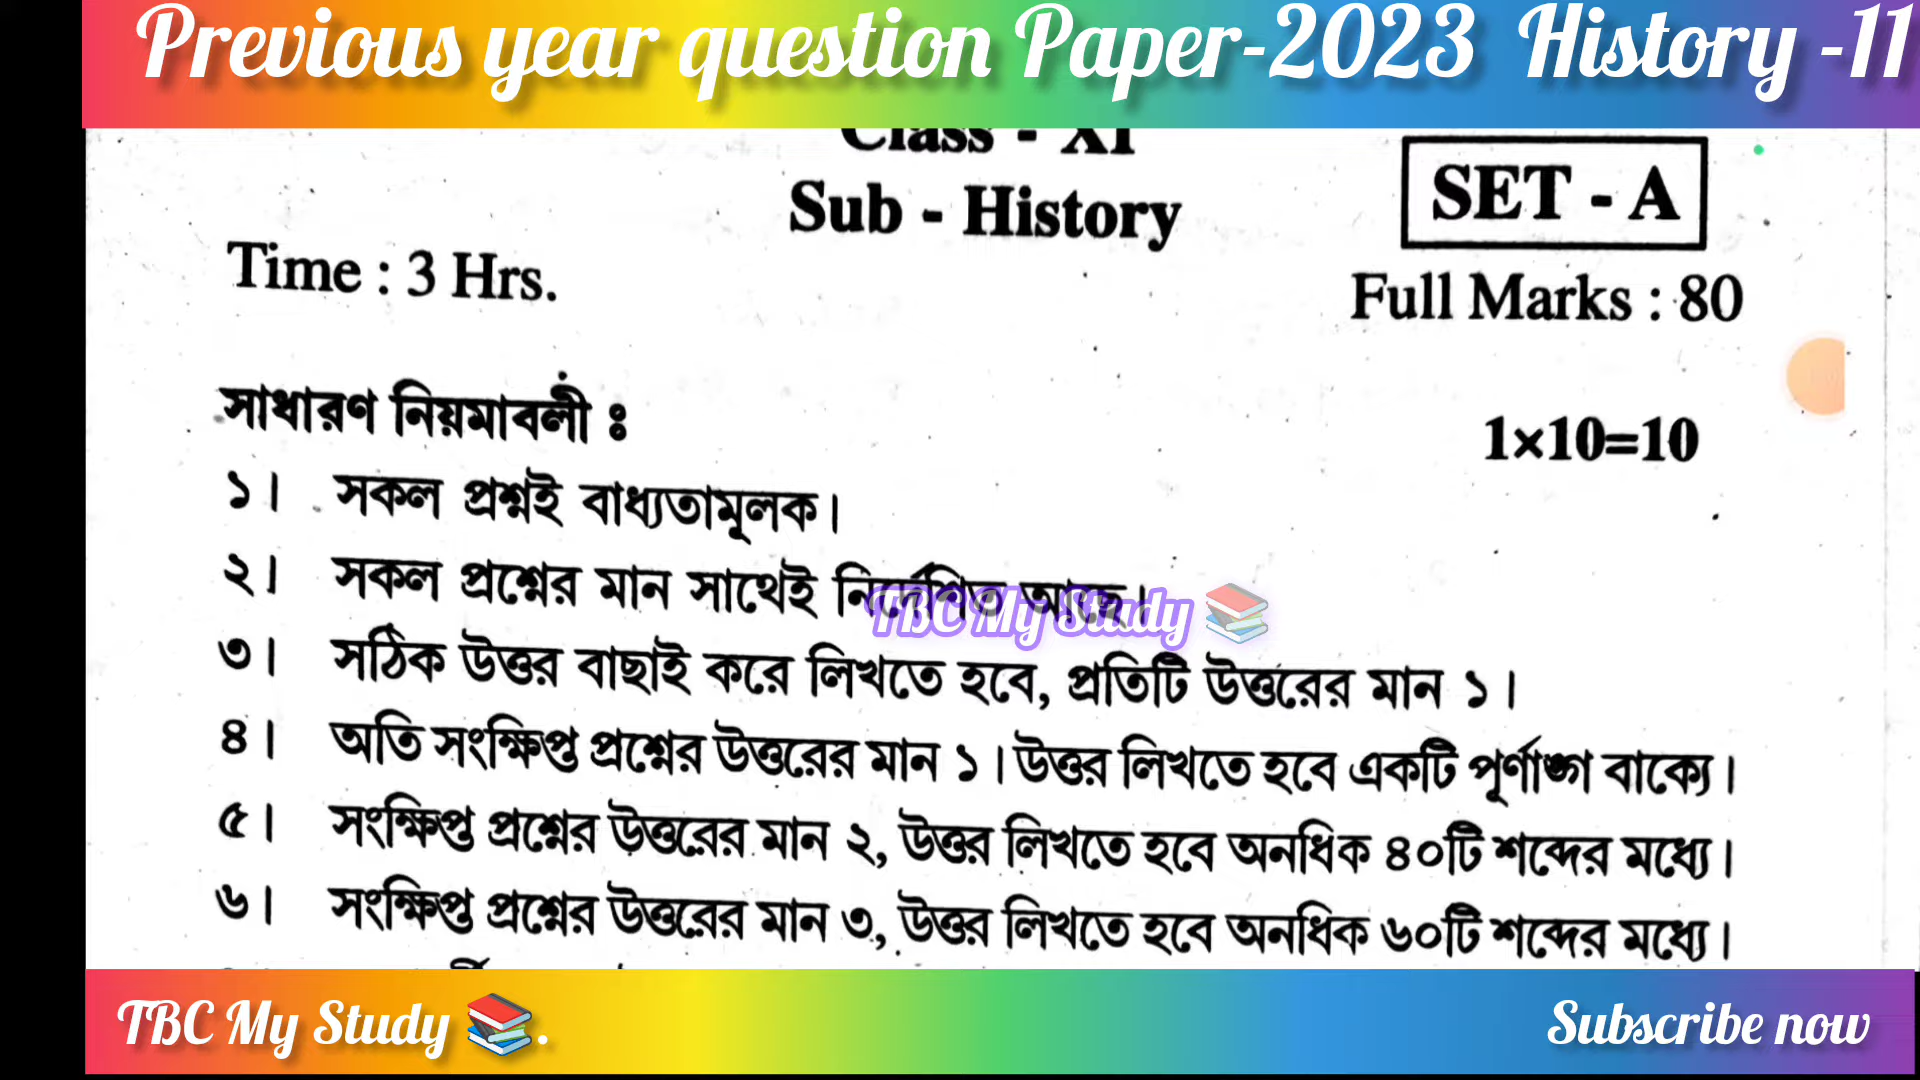 Previous year question Paper-2023 History -11
Class - XI
Sub - History
SET - A
Time : 3 Hrs.
Full Marks : 80
সাধারণ নিয়মাবলী ঃ
1×10=10
১। সকল প্রশ্নই বাধ্যতামূলক।
২। সকল প্রশ্নের মান সাথেই নির্দেশিত আছে।
TBC My Study
৩। সঠিক উত্তর বাছাই করে লিখতে হবে, প্রতিটি উত্তরের মান ১।
৪। অতি সংক্ষিপ্ত প্রশ্নের উত্তরের মান ১। উত্তর লিখতে হবে একটি পূর্ণাঙ্গ বাক্যে।
৫। সংক্ষিপ্ত প্রশ্নের উত্তরের মান ২, উত্তর লিখতে হবে অনধিক ৪০টি শব্দের মধ্যে।
৬। সংক্ষিপ্ত প্রশ্নের উত্তরের মান ৩, উত্তর লিখতে হবে অনধিক ৬০টি শব্দের মধ্যে।
TBC My Study .
Subscribe now